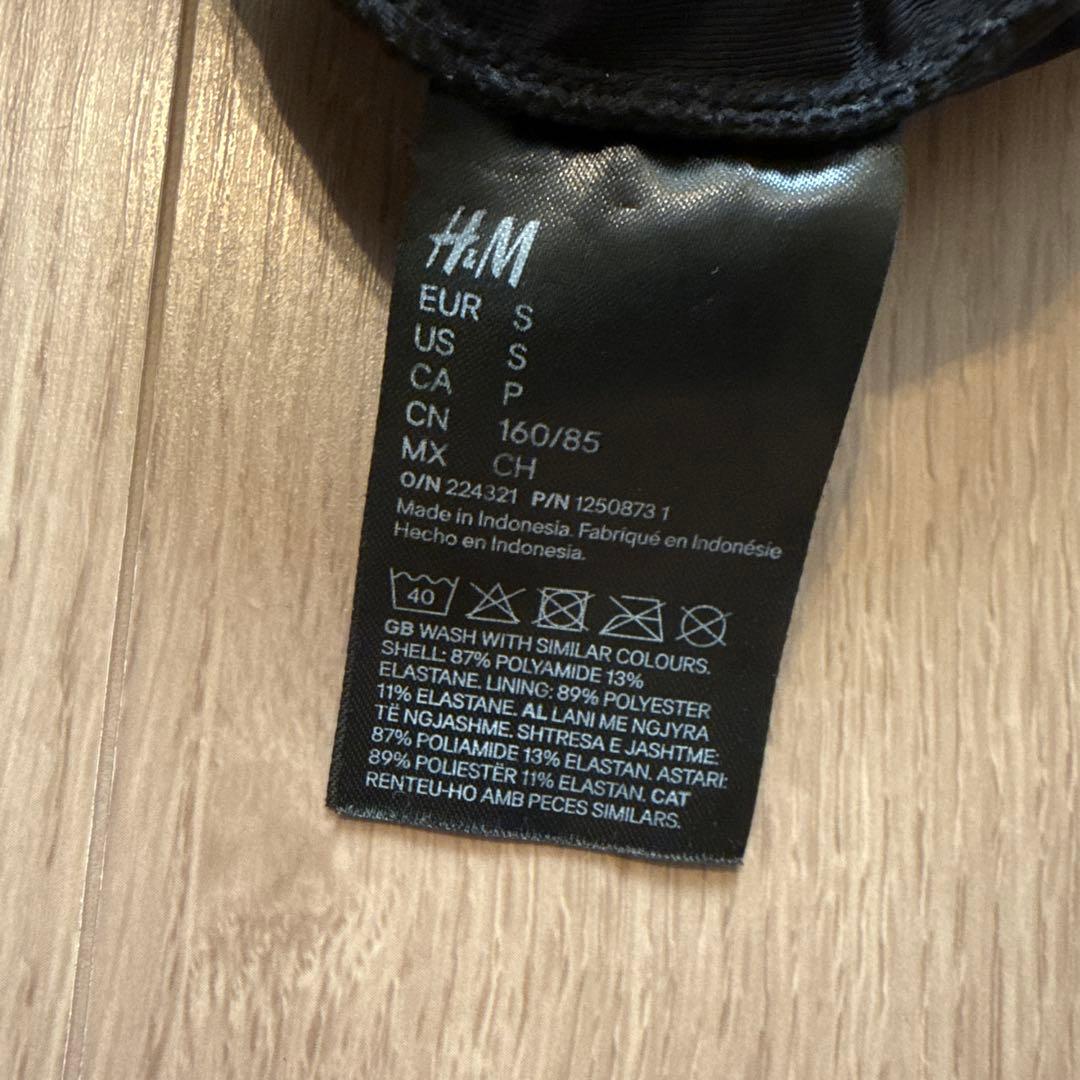 H&M
EUR S
US S
CA P
CN 160/85
MX CH
O/N 224321 P/N 1250873 1
Made in Indonesia. Fabriqué en Indonésie
Hecho en Indonesia.
40
GB WASH WITH SIMILAR COLOURS.
SHELL: 87% POLYAMIDE 13%
ELASTANE. LINING: 89% POLYESTER
11% ELASTANE. AL LANI ME NGJYRA
TË NGJASHME. SHTRESA E JASHTME:
87% POLIAMIDE 13% ELASTAN. ASTARI:
89% POLIESTËR 11% ELASTAN. CAT
RENTEU-HO AMB PECES SIMILARS.